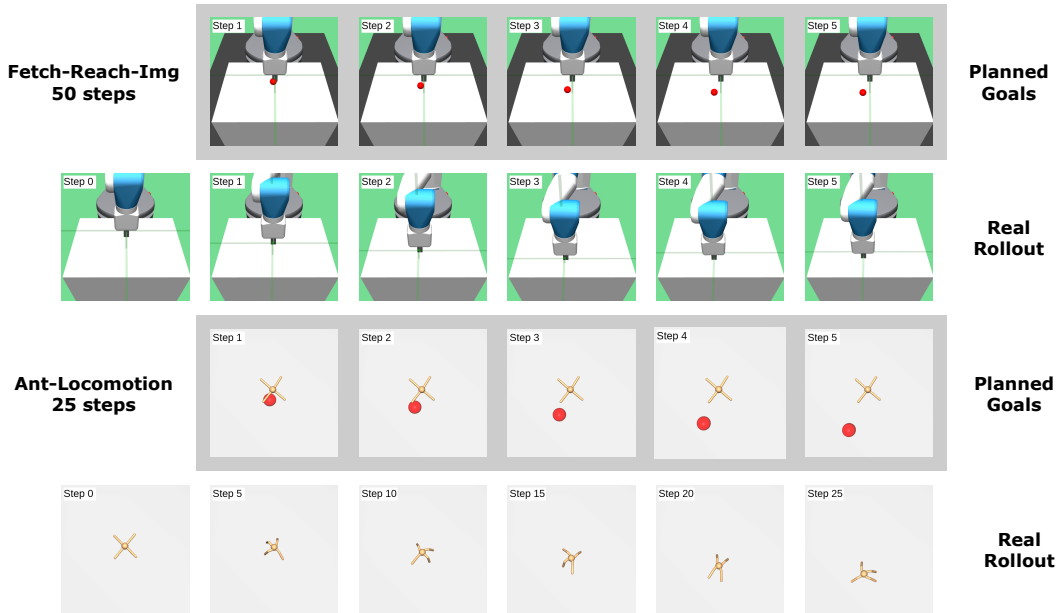 Step 1
Step 2
Step 3
Step 4
Step 5
Fetch-Reach-Img
50 steps
Planned
Goals
Step 0
Step 1
Step 2
Step 3
Step 4
Step 5
Real
Rollout
Step 1
Step 2
Step 3
Step 4
Step 5
Ant-Locomotion
25 steps
Planned
Goals
Step 0
Step 5
Step 10
Step 15
Step 20
Step 25
Real
Rollout